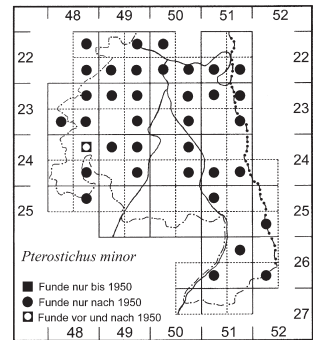 48 49 50 51 52
22 22
23 23
24 24
25 25
26
27
Pterostichus minor
Funde nur bis 1950
Funde nur nach 1950
Funde vor und nach 1950
48 49 50 51 52